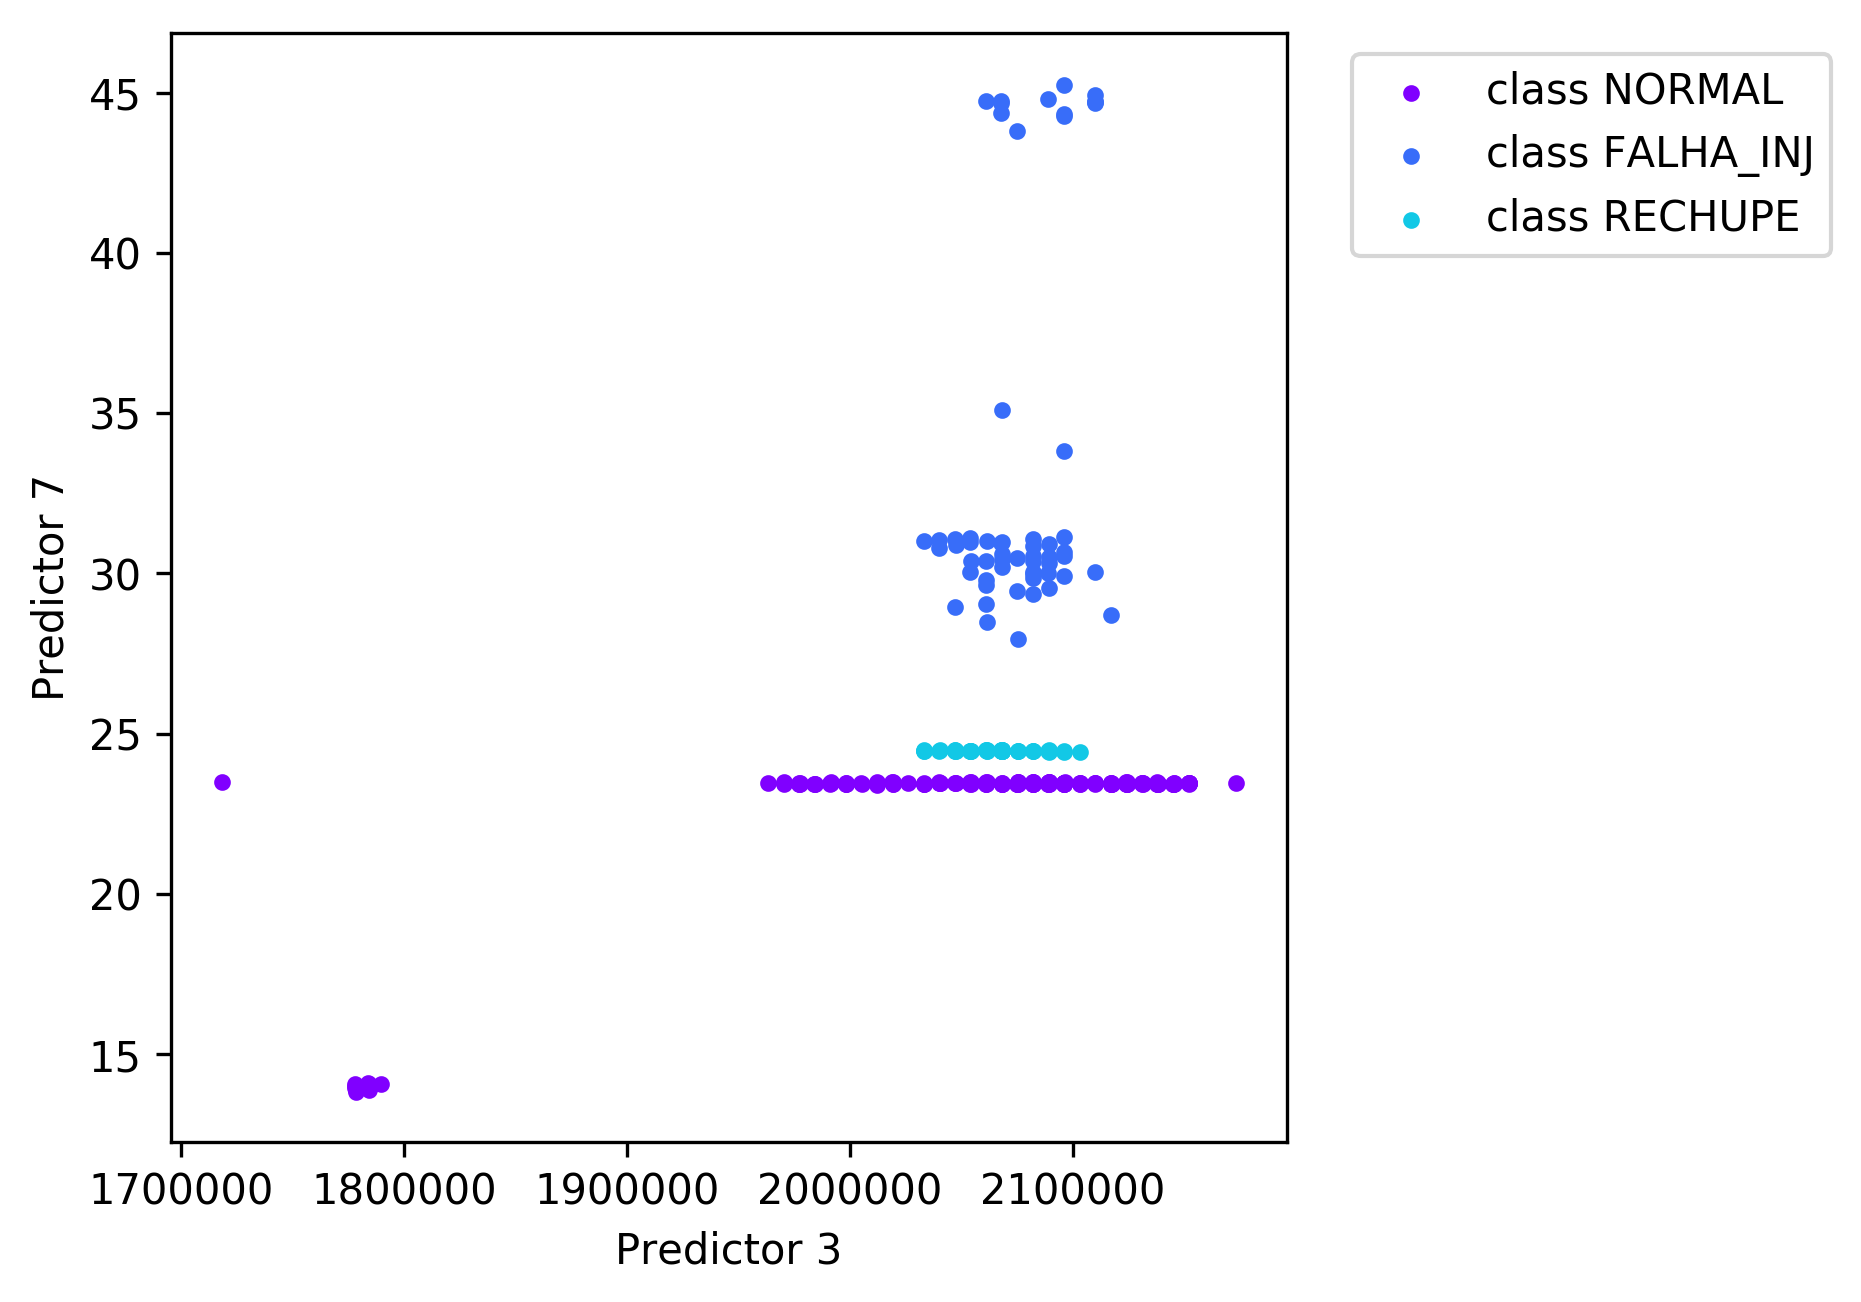 45
40
35
30
25
20
15
Predictor 7
1700000 1800000 1900000 2000000 2100000
Predictor 3
class NORMAL
class FALHA_INJ
class RECHUPE